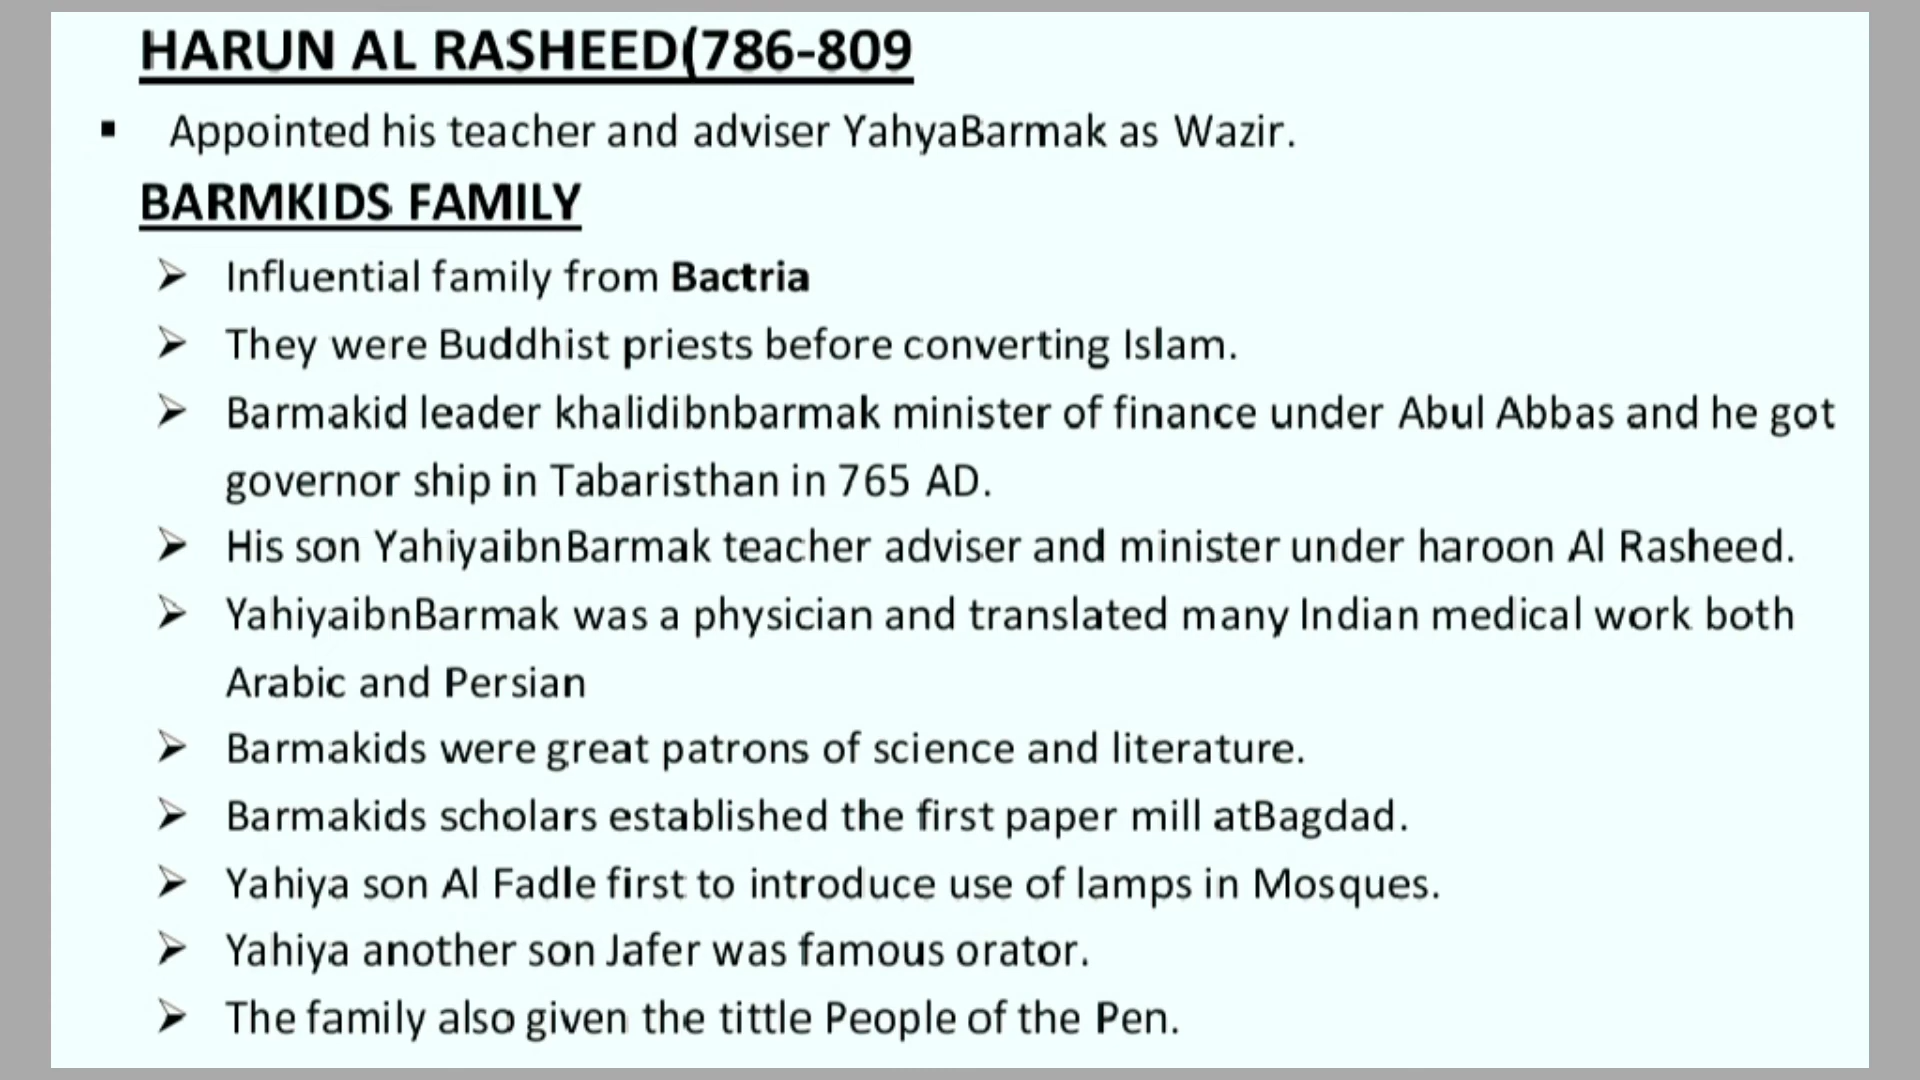 HARUN AL RASHEED(786-809
▪ Appointed his teacher and adviser YahyaBarmak as Wazir.
BARMKIDS FAMILY
➢ Influential family from Bactria
➢ They were Buddhist priests before converting Islam.
➢ Barmakid leader khalidibnbarmak minister of finance under Abul Abbas and he got
governor ship in Tabaristhan in 765 AD.
➢ His son YahiyaibnBarmak teacher adviser and minister under haroon Al Rasheed.
➢ YahiyaibnBarmak was a physician and translated many Indian medical work both
Arabic and Persian
➢ Barmakids were great patrons of science and literature.
➢ Barmakids scholars established the first paper mill atBagdad.
➢ Yahiya son Al Fadle first to introduce use of lamps in Mosques.
➢ Yahiya another son Jafer was famous orator.
➢ The family also given the tittle People of the Pen.